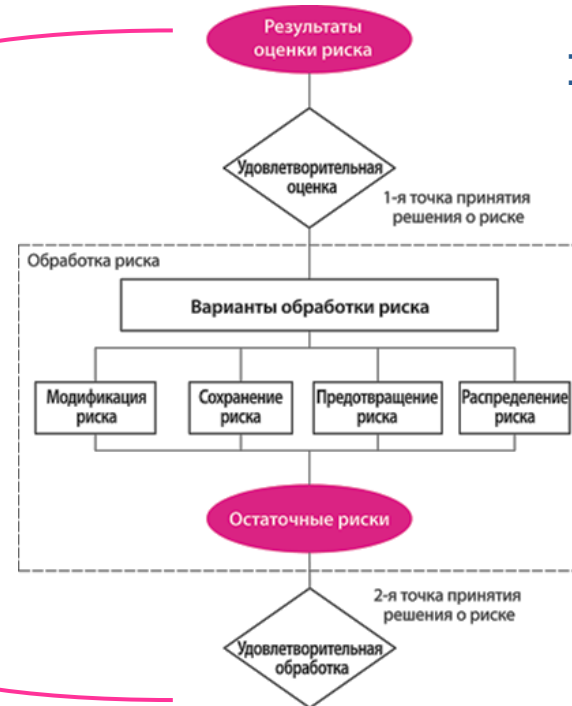 Результаты
оценки риска
Удовлетворительная
оценка
1-я точка принятия
решения о риске
Обработка риска
Варианты обработки риска
Модификация
риска
Сохранение
риска
Предотвращение
риска
Распределение
риска
Остаточные риски
2-я точка принятия
решения о риске
Удовлетворительная
обработка